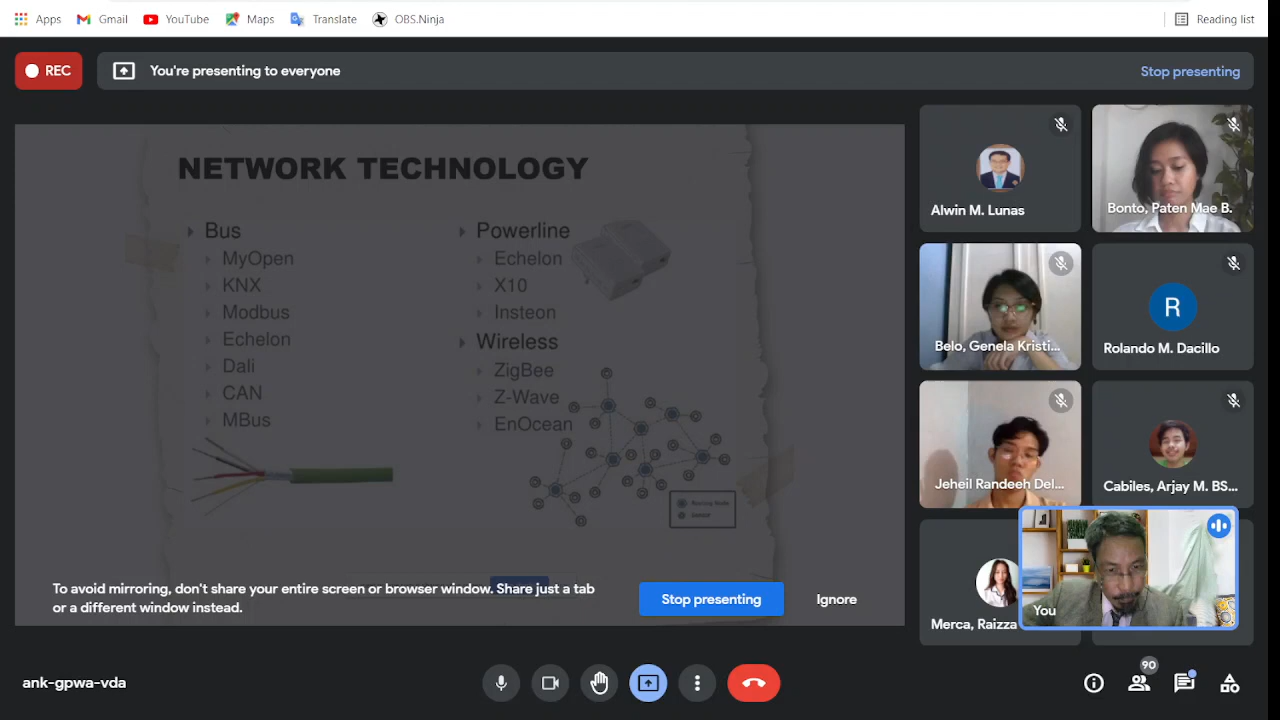 Apps
Gmail
YouTube
Maps
Translate
OBS.Ninja
Reading list
REC
You're presenting to everyone
Stop presenting
NETWORK TECHNOLOGY
Bus
MyOpen
KNX
Modbus
Echelon
Dali
CAN
MBus
Powerline
Echelon
X10
Insteon
Wireless
ZigBee
Z-Wave
EnOcean
To avoid mirroring, don't share your entire screen or browser window. Share just a tab
or a different window instead.
Stop presenting
Ignore
Alwin M. Lunas
Bonto, Paten Mae B.
Belo, Genela Kristi...
R
Rolando M. Dacillo
Jeheil Randeeh Del...
Cabiles, Arjay M. BS...
Merca, Raizza
You
ank-gpwa-vda
90